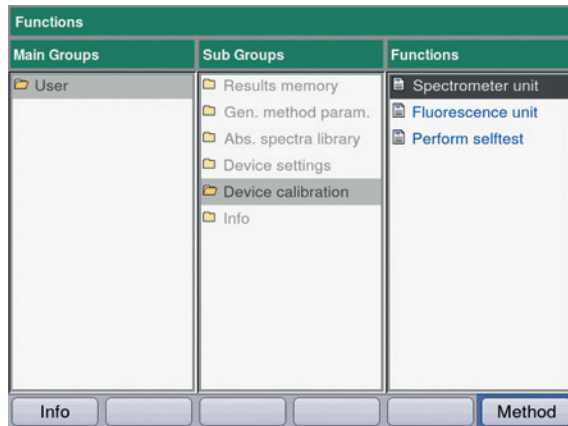 Functions
Main Groups
Sub Groups
Functions
User
Results memory
Gen. method param.
Abs. spectra library
Device settings
Device calibration
Info
Spectrometer unit
Fluorescence unit
Perform selftest
Info
Method